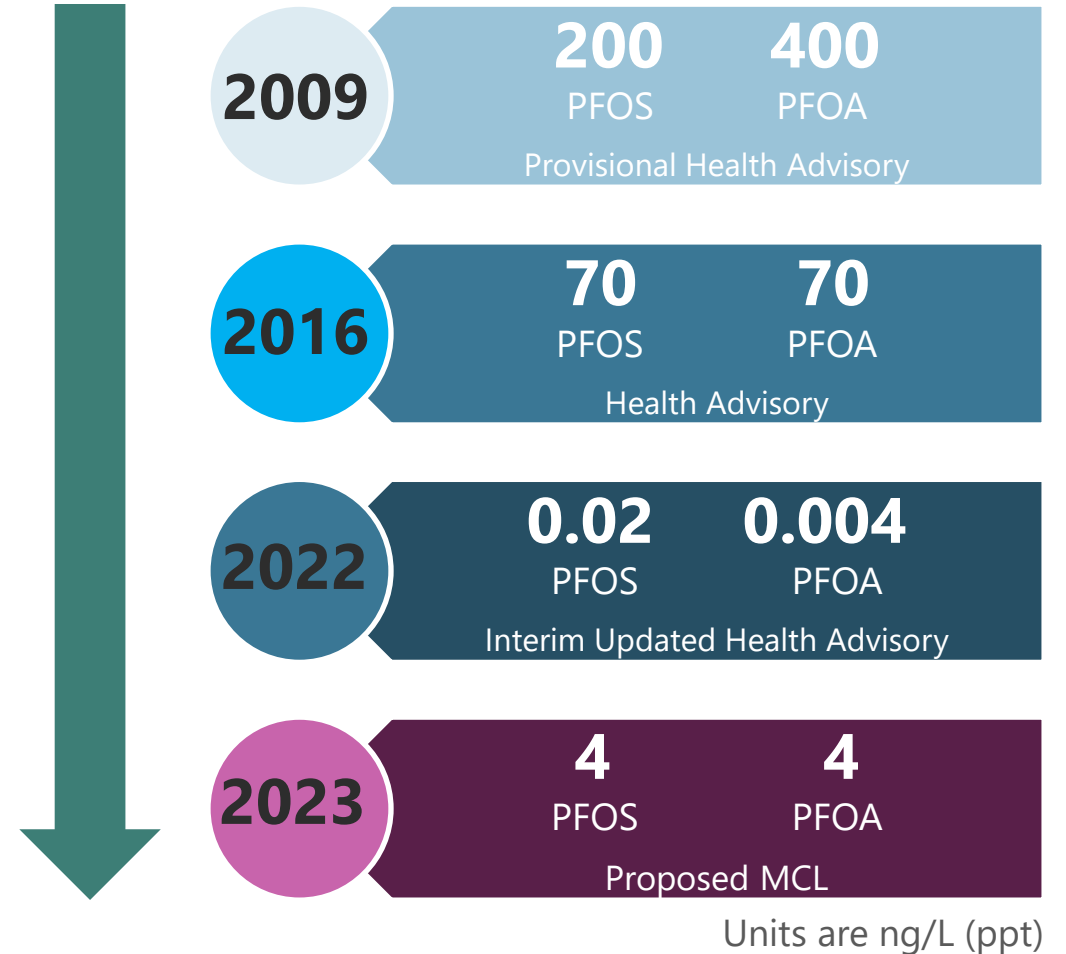 2009
200 400
PFOS PFOA
Provisional Health Advisory
2016
70 70
PFOS PFOA
Health Advisory
2022
0.02 0.004
PFOS PFOA
Interim Updated Health Advisory
2023
4 4
PFOS PFOA
Proposed MCL
Units are ng/L (ppt)